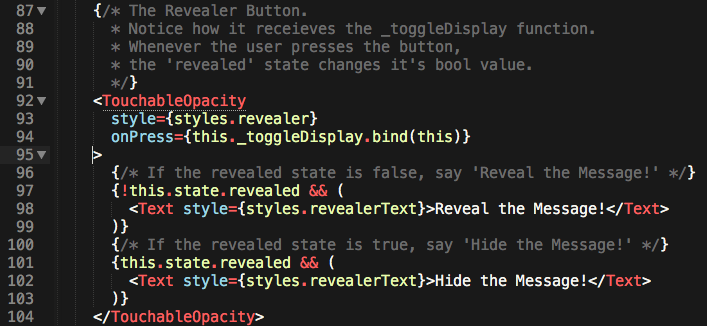 87 {/* The Revealer Button.
88 * Notice how it receieves the _toggleDisplay function.
89 * Whenever the user presses the button,
90 * the 'revealed' state changes it's bool value.
91 */}
92 <TouchableOpacity
93 style={styles.revealer}
94 onPress={this._toggleDisplay.bind(this)}
95 >
96 {/* If the revealed state is false, say 'Reveal the Message!' */}
97 {!this.state.revealed && (
98 <Text style={styles.revealerText}>Reveal the Message!</Text>
99 )}
100 {/* If the revealed state is true, say 'Hide the Message!' */}
101 {this.state.revealed && (
102 <Text style={styles.revealerText}>Hide the Message!</Text>
103 )}
104 </TouchableOpacity>